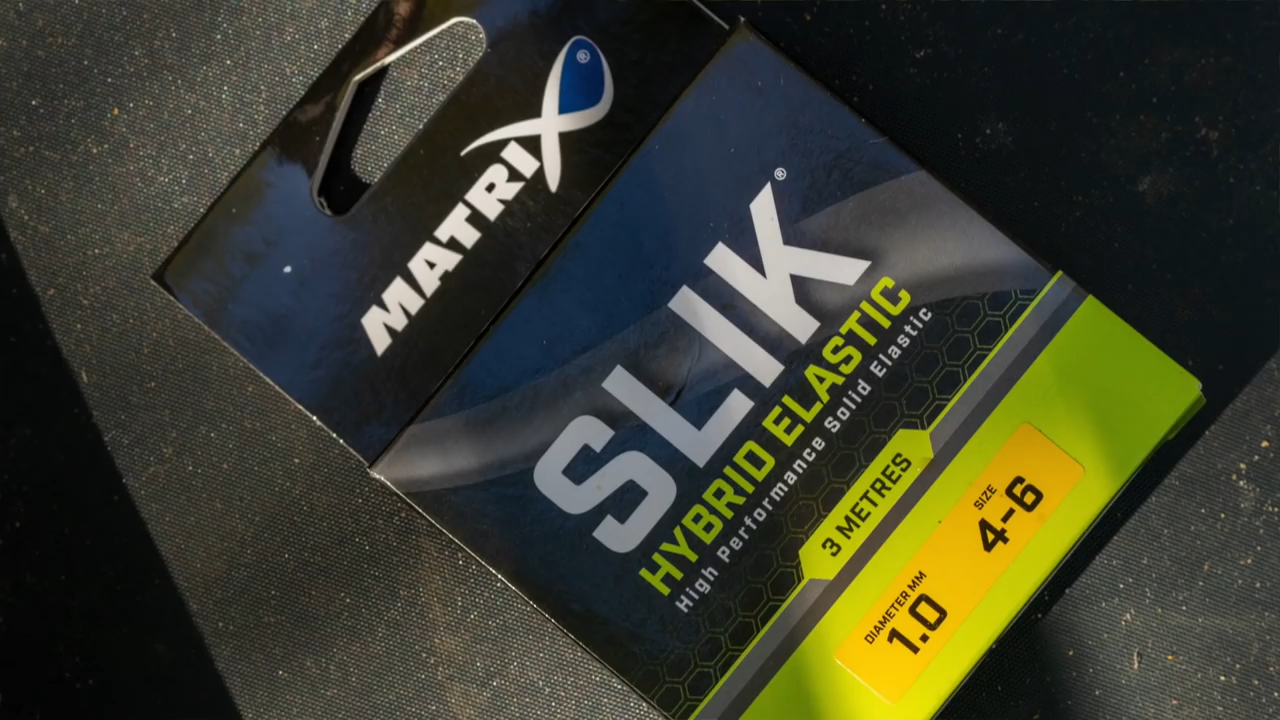 MATRIX®
SLIK®
HYBRID ELASTIC
High Performance Solid Elastic
3 METRES
DIAMETER MM
1.0
SIZE
4-6